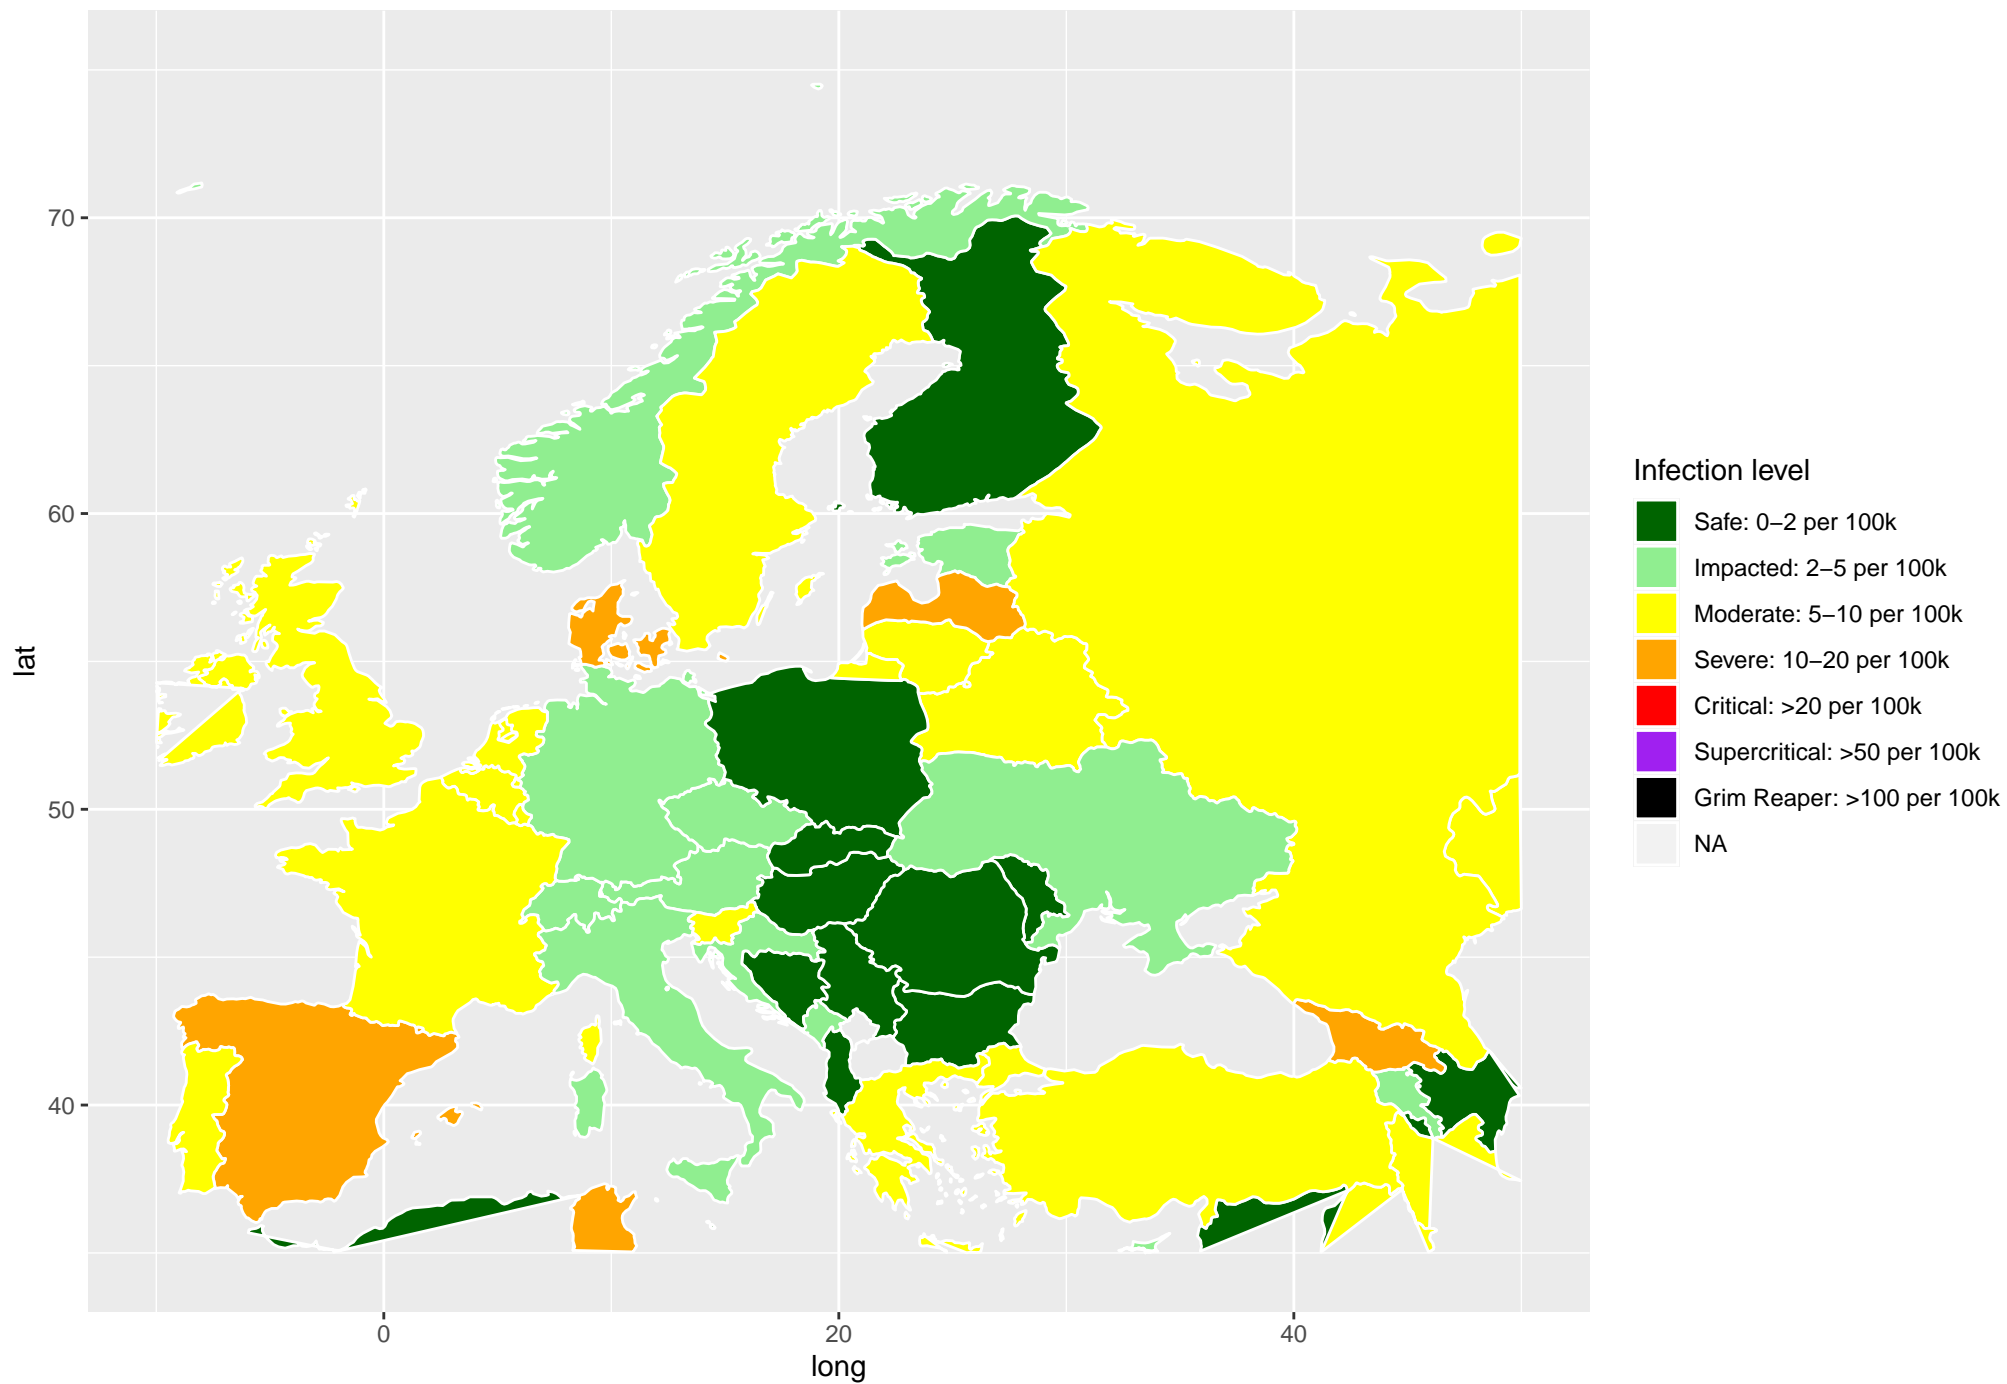 70
60
50
40
lat
0
20
40
long
Infection level
Safe: 0–2 per 100k
Impacted: 2–5 per 100k
Moderate: 5–10 per 100k
Severe: 10–20 per 100k
Critical: >20 per 100k
Supercritical: >50 per 100k
Grim Reaper: >100 per 100k
NA